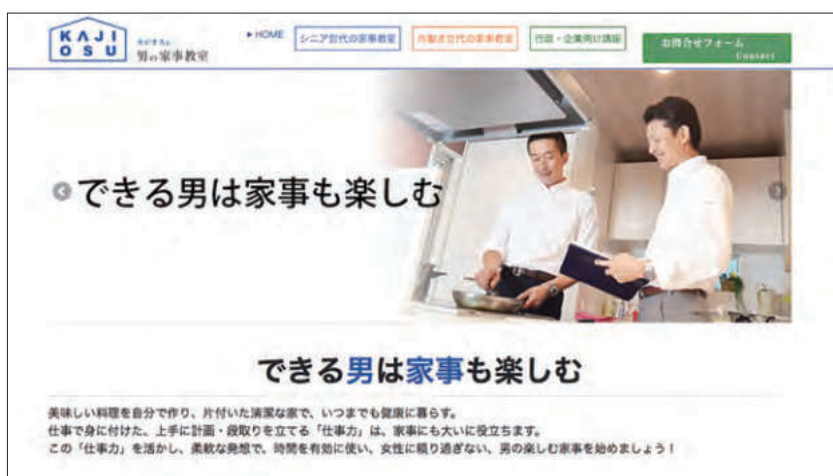 KAJI
OSU
カジオス®
男の家事教室
▶HOME
シニア世代の家事教室
共働き世代の家事教室
行政・企業向け講座
お問合せフォーム
Contact
できる男は家事も楽しむ
できる男は家事も楽しむ
美味しい料理を自分で作り、片付いた清潔な家で、いつまでも健康に暮らす。
仕事で身に付けた、上手に計画・段取りを立てる「仕事力」は、家事にも大いに役立ちます。
この「仕事力」を活かし、柔軟な発想で、時間を有効に使い、女性に頼り過ぎない、男の楽しむ家事を始めましょう！